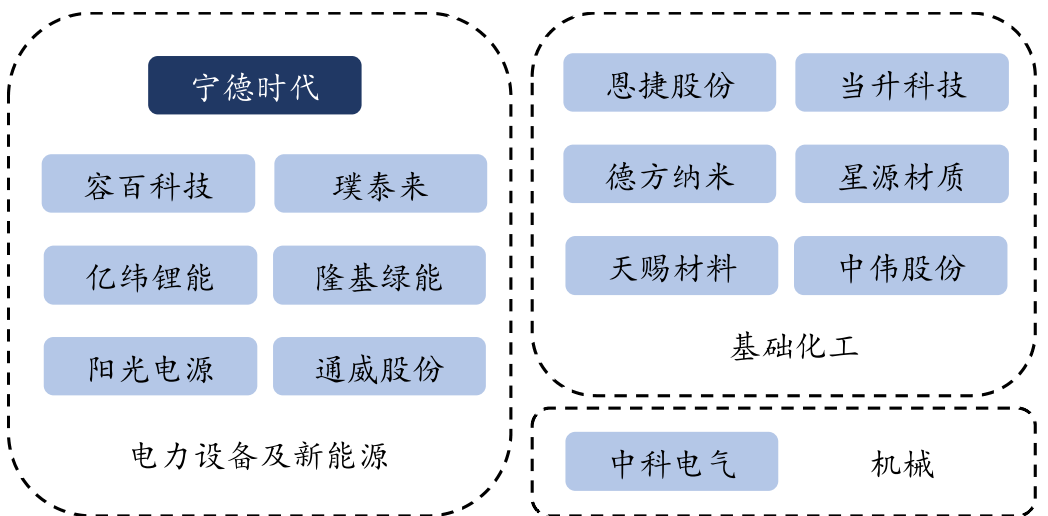 宁德时代
容百科技
璞泰来
亿纬锂能
隆基绿能
阳光电源
通威股份
电力设备及新能源
恩捷股份
当升科技
德方纳米
星源材质
天赐材料
中伟股份
基础化工
中科电气
机械